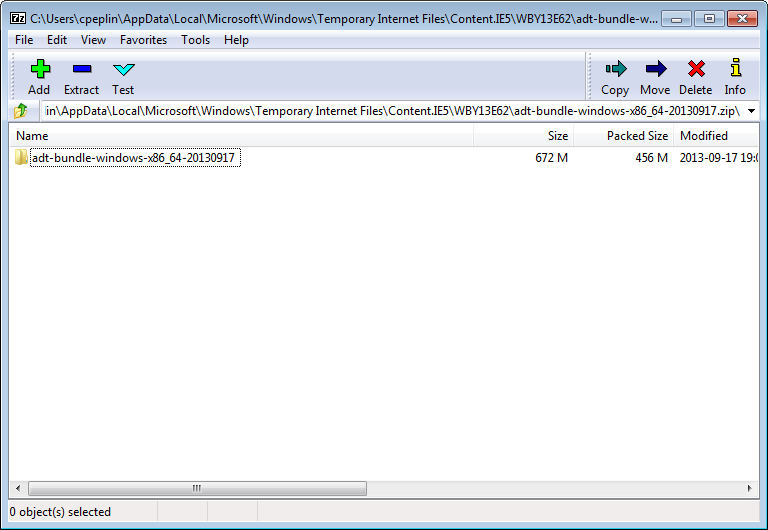 C:\Users\cpeplin\AppData\Local\Microsoft\Windows\Temporary Internet Files\Content.IE5\WBY13E62\adt-bundle-w...
File Edit View Favorites Tools Help
Add Extract Test Copy Move Delete Info
in\AppData\Local\Microsoft\Windows\Temporary Internet Files\Content.IE5\WBY13E62\adt-bundle-windows-x86_64-20130917.zip\
Name Size Packed Size Modified
adt-bundle-windows-x86_64-20130917 672 M 456 M 2013-09-17 19:0
0 object(s) selected